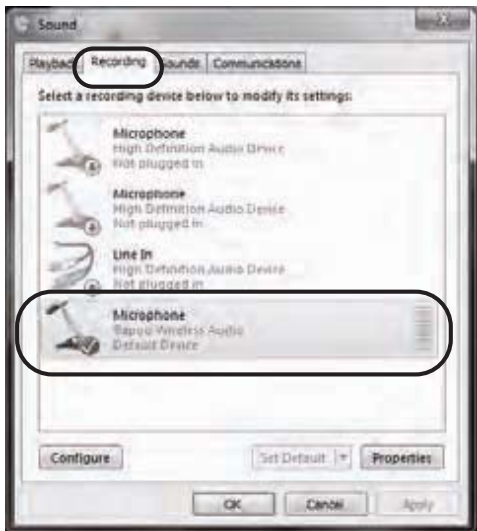 Sound
Playback Recording Sounds Communications
Select a recording device below to modify its settings:
Microphone
High Definition Audio Device
Not plugged in
Microphone
High Definition Audio Device
Not plugged in
Line In
High Definition Audio Device
Not plugged in
Microphone
Rapoo Wireless Audio
Default Device
Configure Set Default Properties
OK Cancel Apply